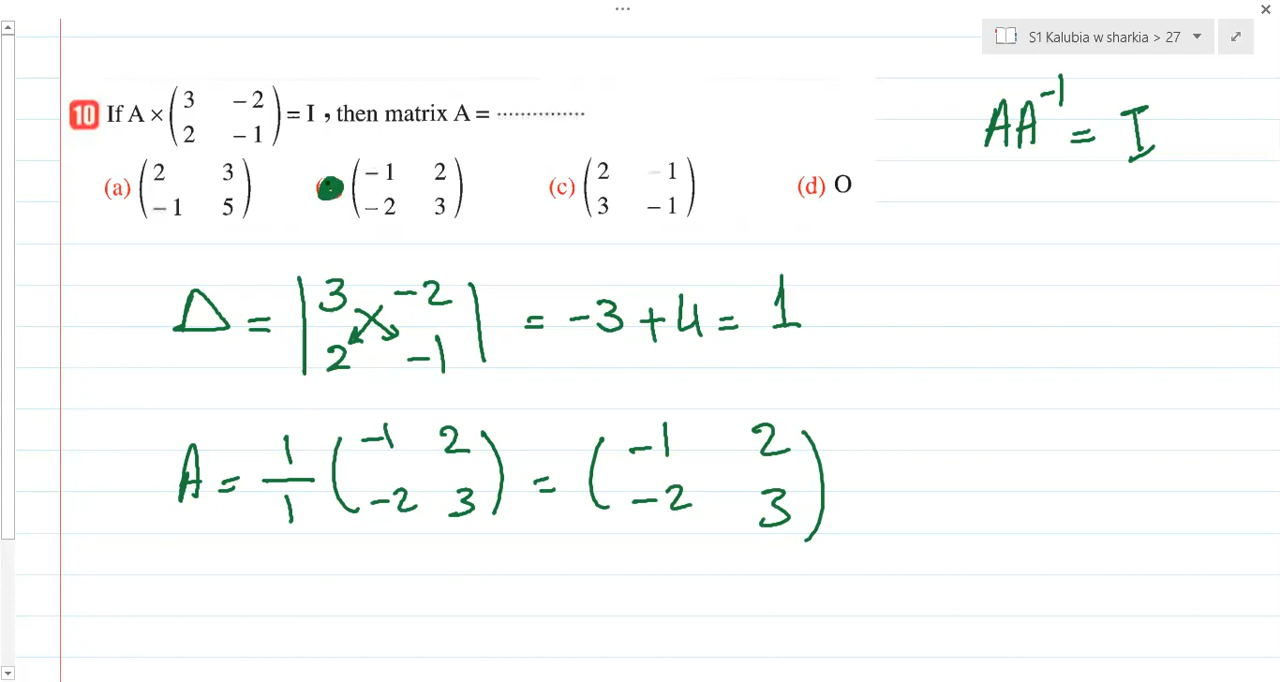 S1 Kalubia w sharkia > 27
10 If A × ( 3 − 2 ; 2 − 1 ) = I , then matrix A = ...............
(a) ( 2 3 ; − 1 5 ) ( − 1 2 ; − 2 3 ) (c) ( 2 − 1 ; 3 − 1 ) (d) O
AA⁻¹ = I
Δ = | 3 −2 ; 2 −1 | = −3 + 4 = 1
A = 1/1 ( −1 2 ; −2 3 ) = ( −1 2 ; −2 3 )